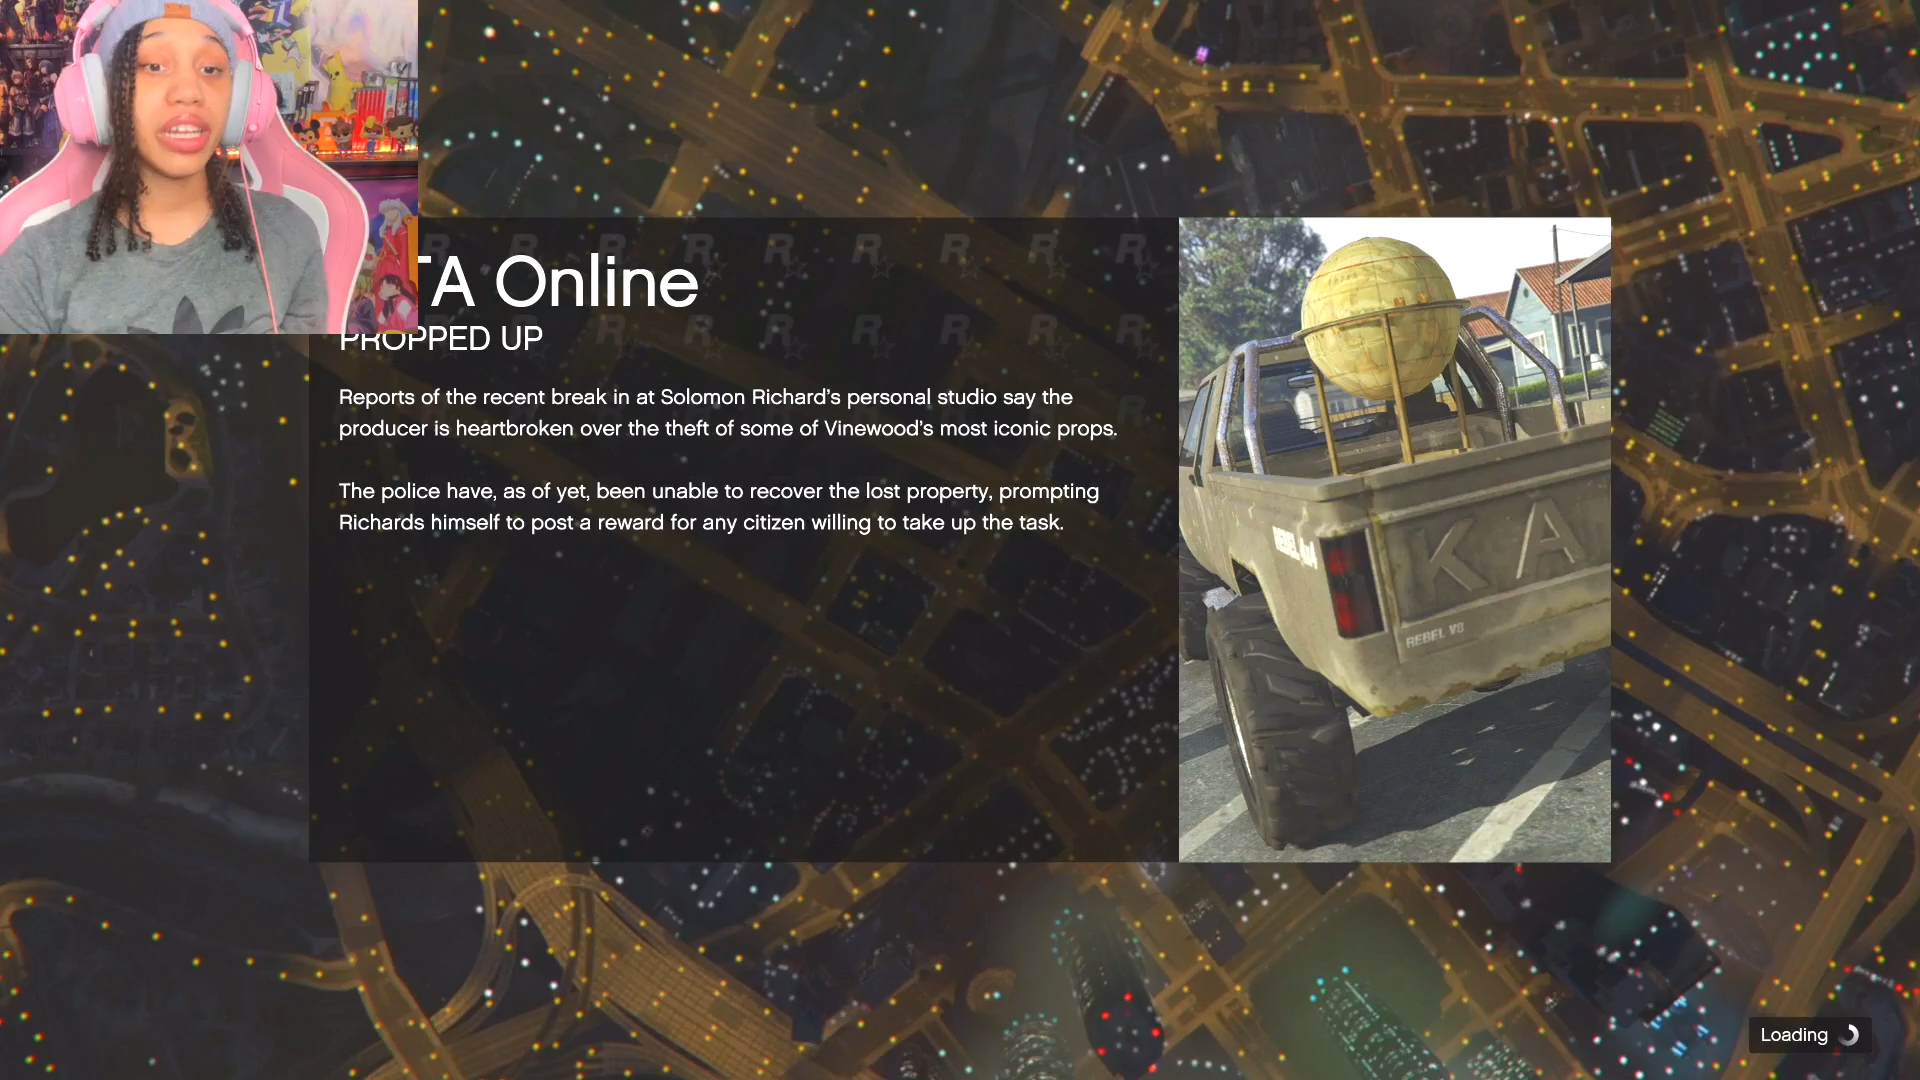 TA Online
PROPPED UP
Reports of the recent break in at Solomon Richard's personal studio say the
producer is heartbroken over the theft of some of Vinewood's most iconic props.
The police have, as of yet, been unable to recover the lost property, prompting
Richards himself to post a reward for any citizen willing to take up the task.
REBEL 4x4
KA
REBEL V8
Loading